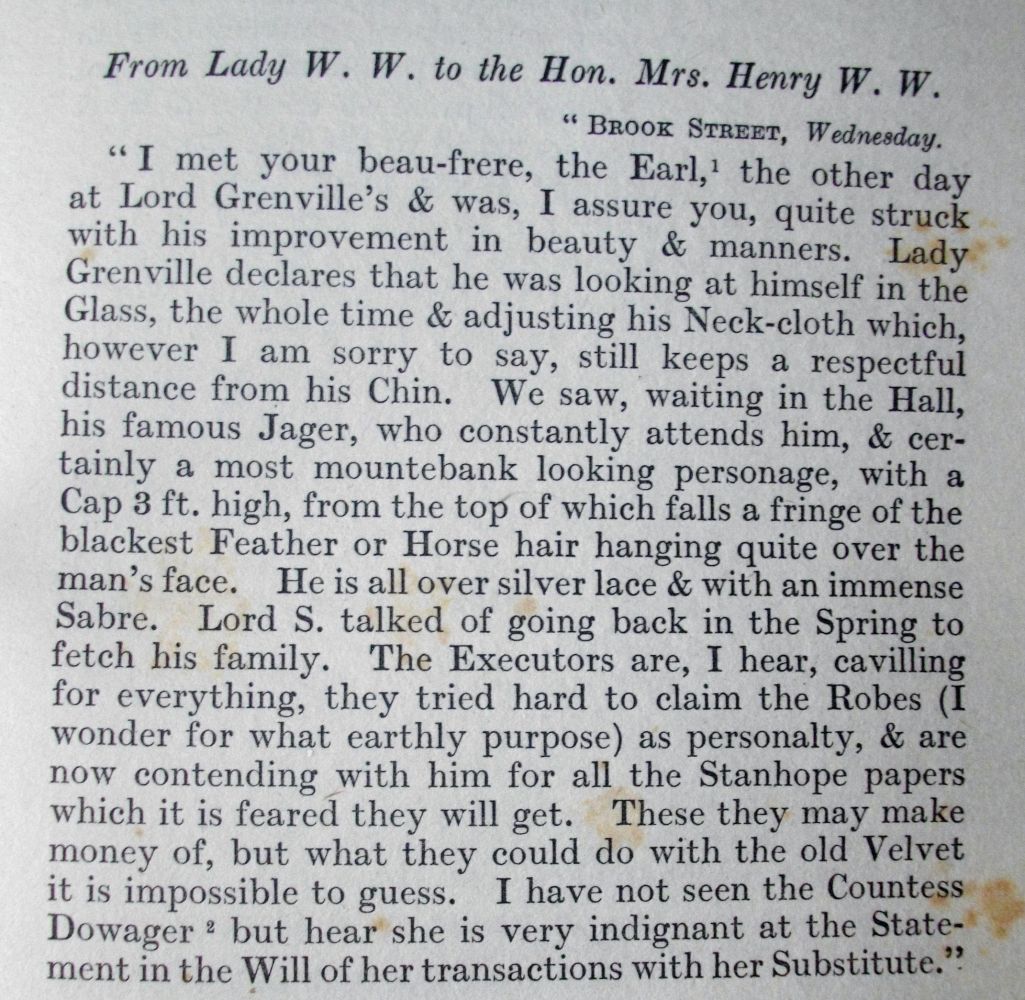 From Lady W. W. to the Hon. Mrs. Henry W. W.
"BROOK STREET, Wednesday.
"I met your beau-frere, the Earl,¹ the other day
at Lord Grenville's & was, I assure you, quite struck
with his improvement in beauty & manners. Lady
Grenville declares that he was looking at himself in the
Glass, the whole time & adjusting his Neck-cloth which,
however I am sorry to say, still keeps a respectful
distance from his Chin. We saw, waiting in the Hall,
his famous Jager, who constantly attends him, & cer-
tainly a most mountebank looking personage, with a
Cap 3 ft. high, from the top of which falls a fringe of the
blackest Feather or Horse hair hanging quite over the
man's face. He is all over silver lace & with an immense
Sabre. Lord S. talked of going back in the Spring to
fetch his family. The Executors are, I hear, cavilling
for everything, they tried hard to claim the Robes (I
wonder for what earthly purpose) as personalty, & are
now contending with him for all the Stanhope papers
which it is feared they will get. These they may make
money of, but what they could do with the old Velvet
it is impossible to guess. I have not seen the Countess
Dowager ² but hear she is very indignant at the State-
ment in the Will of her transactions with her Substitute."